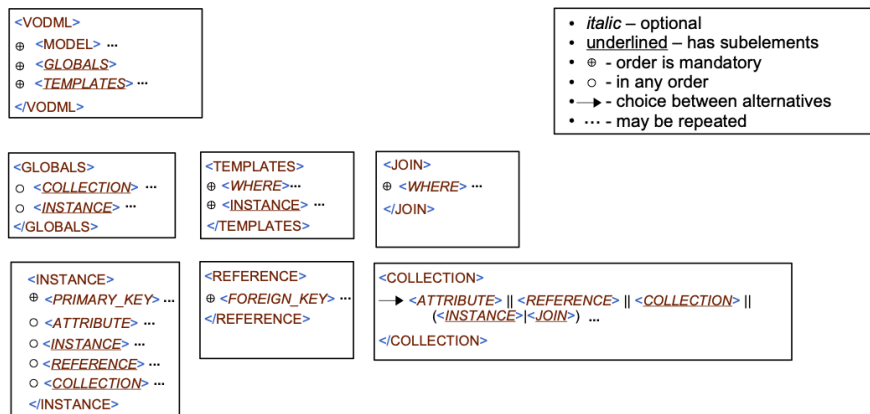 <VODML>
⊕ <MODEL> ...
⊕ <GLOBALS>
⊕ <TEMPLATES> ...
</VODML>
• italic – optional
• underlined – has subelements
• ⊕ - order is mandatory
• ○ - in any order
• → - choice between alternatives
• ... - may be repeated
<GLOBALS>
○ <COLLECTION> ...
○ <INSTANCE> ...
</GLOBALS>
<TEMPLATES>
⊕ <WHERE>...
⊕ <INSTANCE> ...
</TEMPLATES>
<JOIN>
⊕ <WHERE> ...
</JOIN>
<INSTANCE>
⊕ <PRIMARY_KEY> ...
○ <ATTRIBUTE> ...
○ <INSTANCE> ...
○ <REFERENCE> ...
○ <COLLECTION> ...
</INSTANCE>
<REFERENCE>
⊕ <FOREIGN_KEY> ...
</REFERENCE>
<COLLECTION>
→ <ATTRIBUTE> || <REFERENCE> || <COLLECTION> ||
(<INSTANCE>|<JOIN>) ...
</COLLECTION>